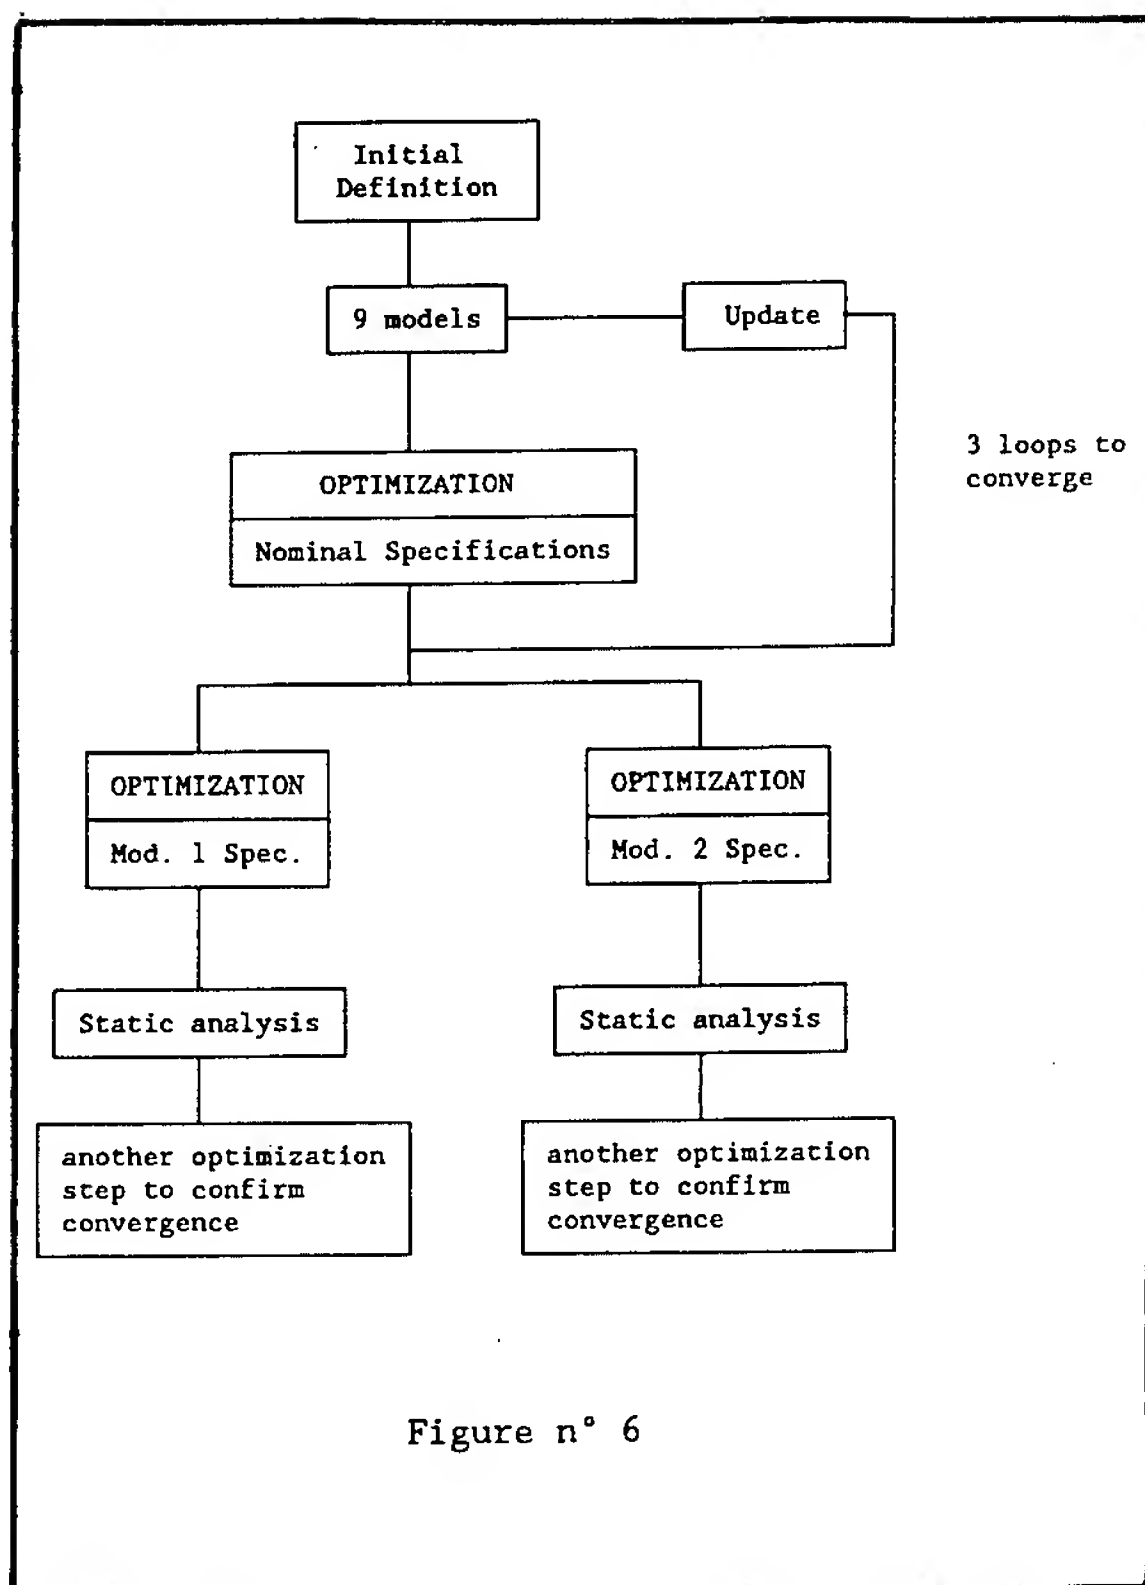 Initial
Definition
9 models
Update
3 loops to
converge
OPTIMIZATION
Nominal Specifications
OPTIMIZATION
Mod. 1 Spec.
OPTIMIZATION
Mod. 2 Spec.
Static analysis
Static analysis
another optimization
step to confirm
convergence
another optimization
step to confirm
convergence
Figure n° 6